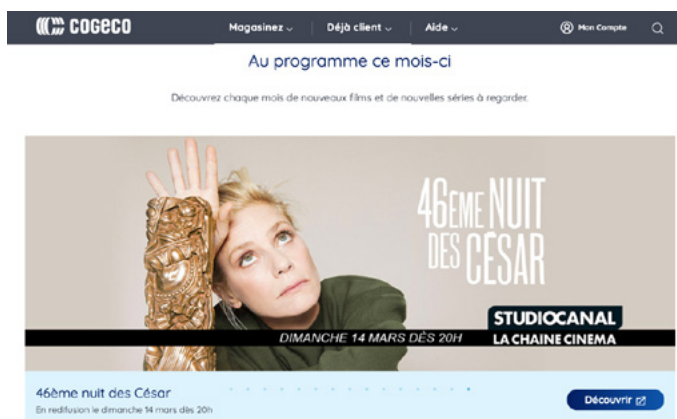 COGECO
Magasinez
Déjà client
Aide
Mon Compte
Au programme ce mois-ci
Découvrez chaque mois de nouveaux films et de nouvelles séries à regarder.
46ÈME NUIT
DES CÉSAR
STUDIOCANAL
DIMANCHE 14 MARS DÈS 20H
LA CHAINE CINEMA
46ème nuit des César
En redifusion le dimanche 14 mars dès 20h
Découvrir